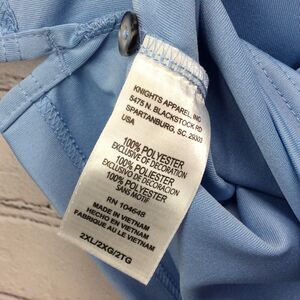 KNIGHTS APPAREL, INC
5475 N. BLACKSTOCK RD
SPARTANBURG, SC. 29303
USA
100% POLYESTER
EXCLUSIVE OF DECORATION
100% POLIESTER
EXCLUSIVO DE DECORACION
100% POLYESTER
SANS MOTIF
RN 104648
MADE IN VIETNAM
HECHO EN VIETNAM
FABRIQUE AU LE VIETNAM
2XL/2XG/2TG